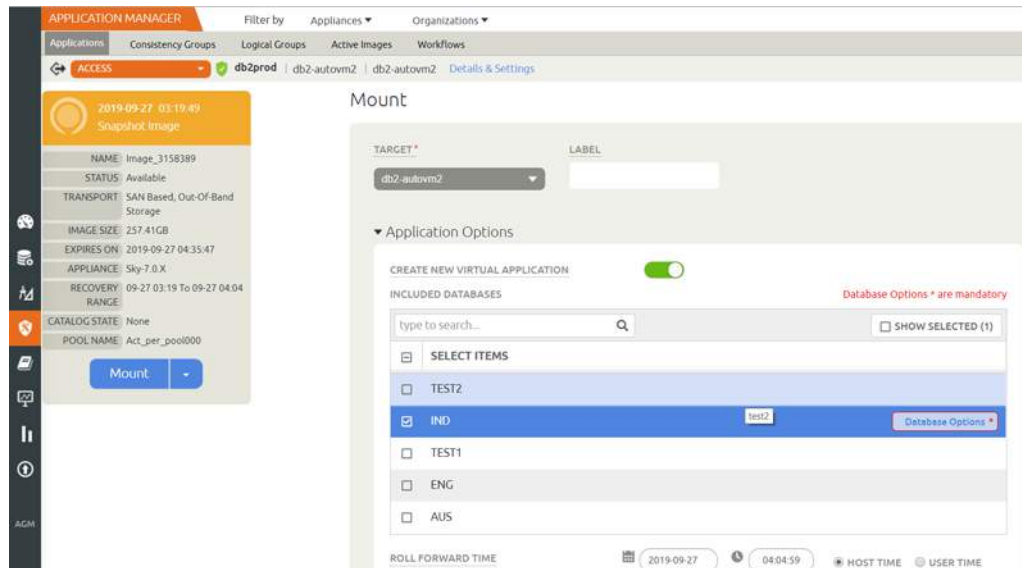 APPLICATION MANAGER Filter by Appliances Organizations
Applications Consistency Groups Logical Groups Active Images Workflows
ACCESS db2prod | db2-autovm2 | db2-autovm2 Details & Settings
2019-09-27 03:19:49
Snapshot Image
NAME Image_3158389
STATUS Available
TRANSPORT SAN Based, Out-Of-Band
Storage
IMAGE SIZE 257.41GB
EXPIRES ON 2019-09-27 04:35:47
APPLIANCE Sky-7.0.X
RECOVERY RANGE 09-27 03:19 To 09-27 04:04
CATALOG STATE None
POOL NAME Act_per_pool000
Mount
AGM
Mount
TARGET* LABEL
db2-autovm2
Application Options
CREATE NEW VIRTUAL APPLICATION
INCLUDED DATABASES Database Options * are mandatory
type to search... SHOW SELECTED (1)
SELECT ITEMS
TEST2
IND test2 Database Options *
TEST1
ENG
AUS
ROLL FORWARD TIME 2019-09-27 04:04:59 HOST TIME USER TIME